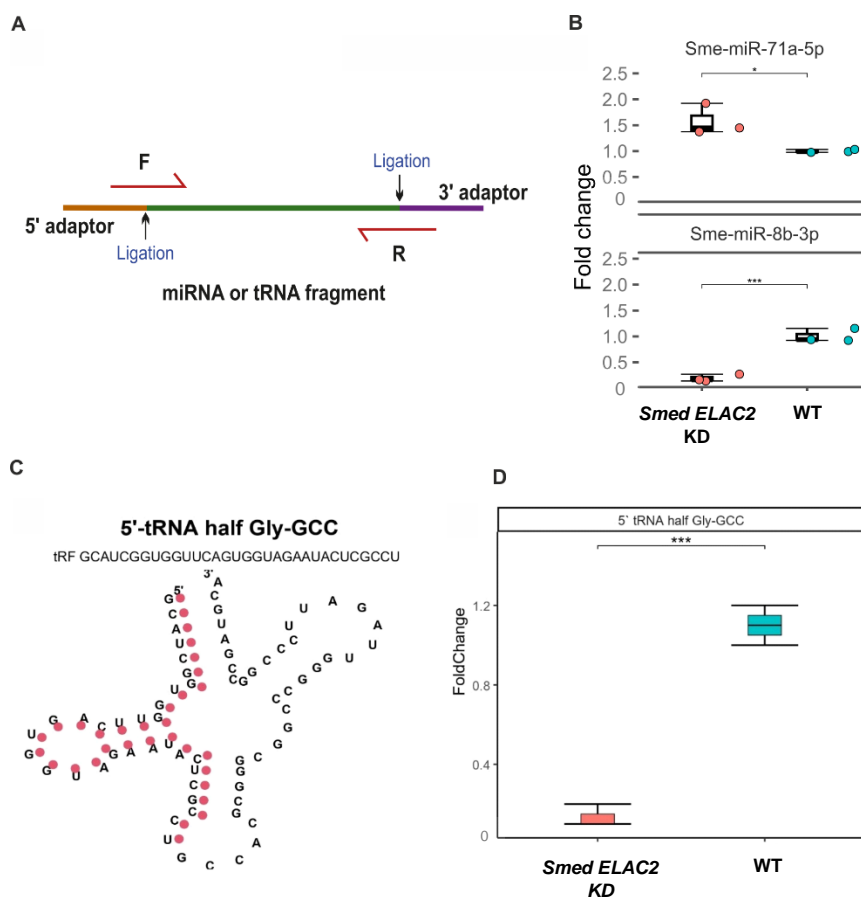 A
F
Ligation
3' adaptor
5' adaptor
Ligation
R
miRNA or tRNA fragment
B
Sme-miR-71a-5p
*
2.5
2.0
1.5
1.0
0.5
0
Fold change
Sme-miR-8b-3p
***
2.5
2.0
1.5
1.0
0.5
0
Smed ELAC2
KD
WT
C
5'-tRNA half Gly-GCC
tRF GCAUCGGUGGUUCAGUGGUAGAAUACUCGCCU
5'
3'
D
5` tRNA half Gly-GCC
***
1.2
0.8
0.4
0
FoldChange
Smed ELAC2
KD
WT